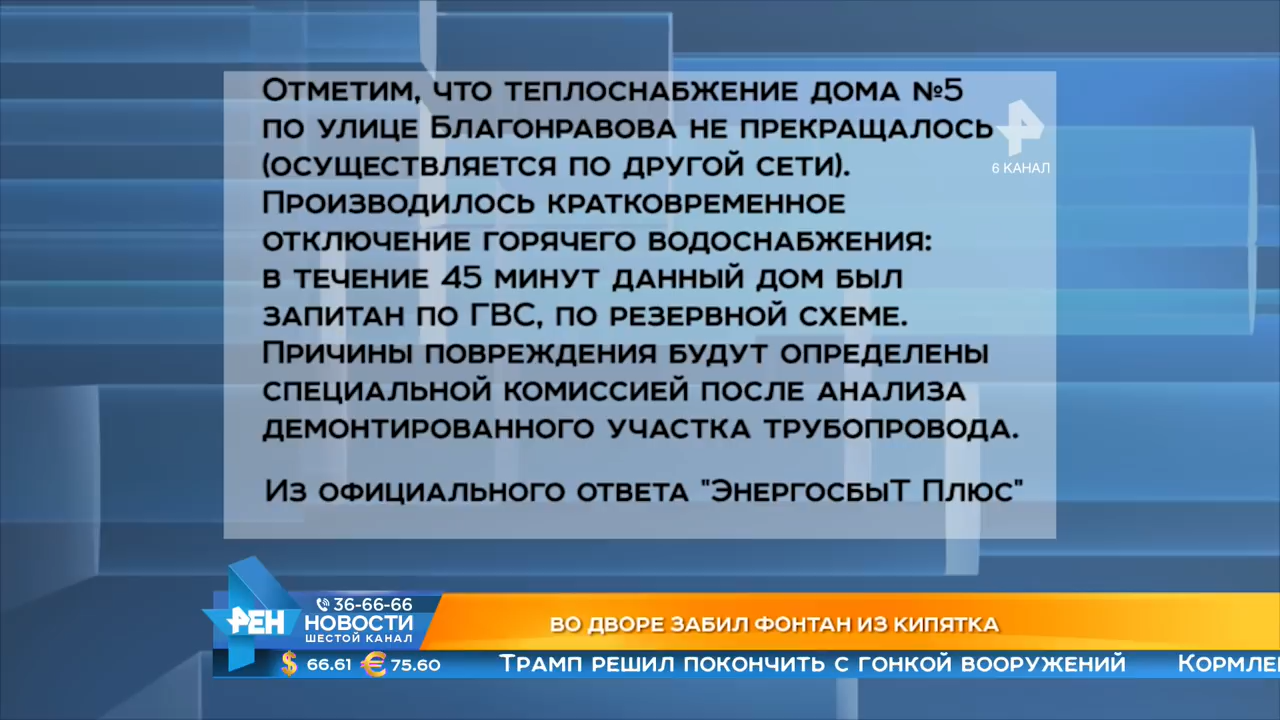 Отметим, что теплоснабжение дома №5
по улице Благонравова не прекращалось
(осуществляется по другой сети).
Производилось кратковременное
отключение горячего водоснабжения:
в течение 45 минут данный дом был
запитан по ГВС, по резервной схеме.
Причины повреждения будут определены
специальной комиссией после анализа
демонтированного участка трубопровода.
Из официального ответа "ЭнергосбыТ Плюс"
6 КАНАЛ
РЕН
36-66-66
НОВОСТИ
ШЕСТОЙ КАНАЛ
ВО ДВОРЕ ЗАБИЛ ФОНТАН ИЗ КИПЯТКА
$ 66.61 € 75.60
Трамп решил покончить с гонкой вооружений Кормле